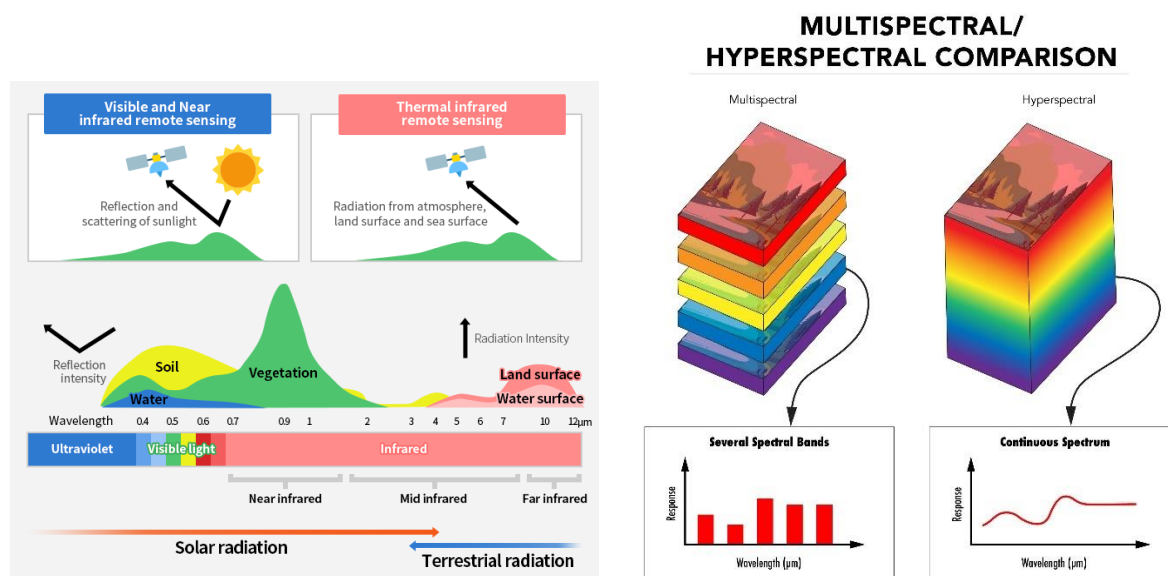 Visible and Near
infrared remote sensing
Reflection and
scattering of sunlight
Thermal infrared
remote sensing
Radiation from atmosphere,
land surface and sea surface
Reflection
intensity
Soil
Water
Vegetation
Radiation Intensity
Land surface
Water surface
Wavelength 0.4 0.5 0.6 0.7 0.9 1 2 3 4 5 6 7 10 12μm
Ultraviolet Visible light Infrared
Near infrared Mid infrared Far infrared
Solar radiation
Terrestrial radiation
MULTISPECTRAL/
HYPERSPECTRAL COMPARISON
Multispectral
Hyperspectral
Several Spectral Bands
Response
Wavelength (μm)
Continuous Spectrum
Response
Wavelength (μm)